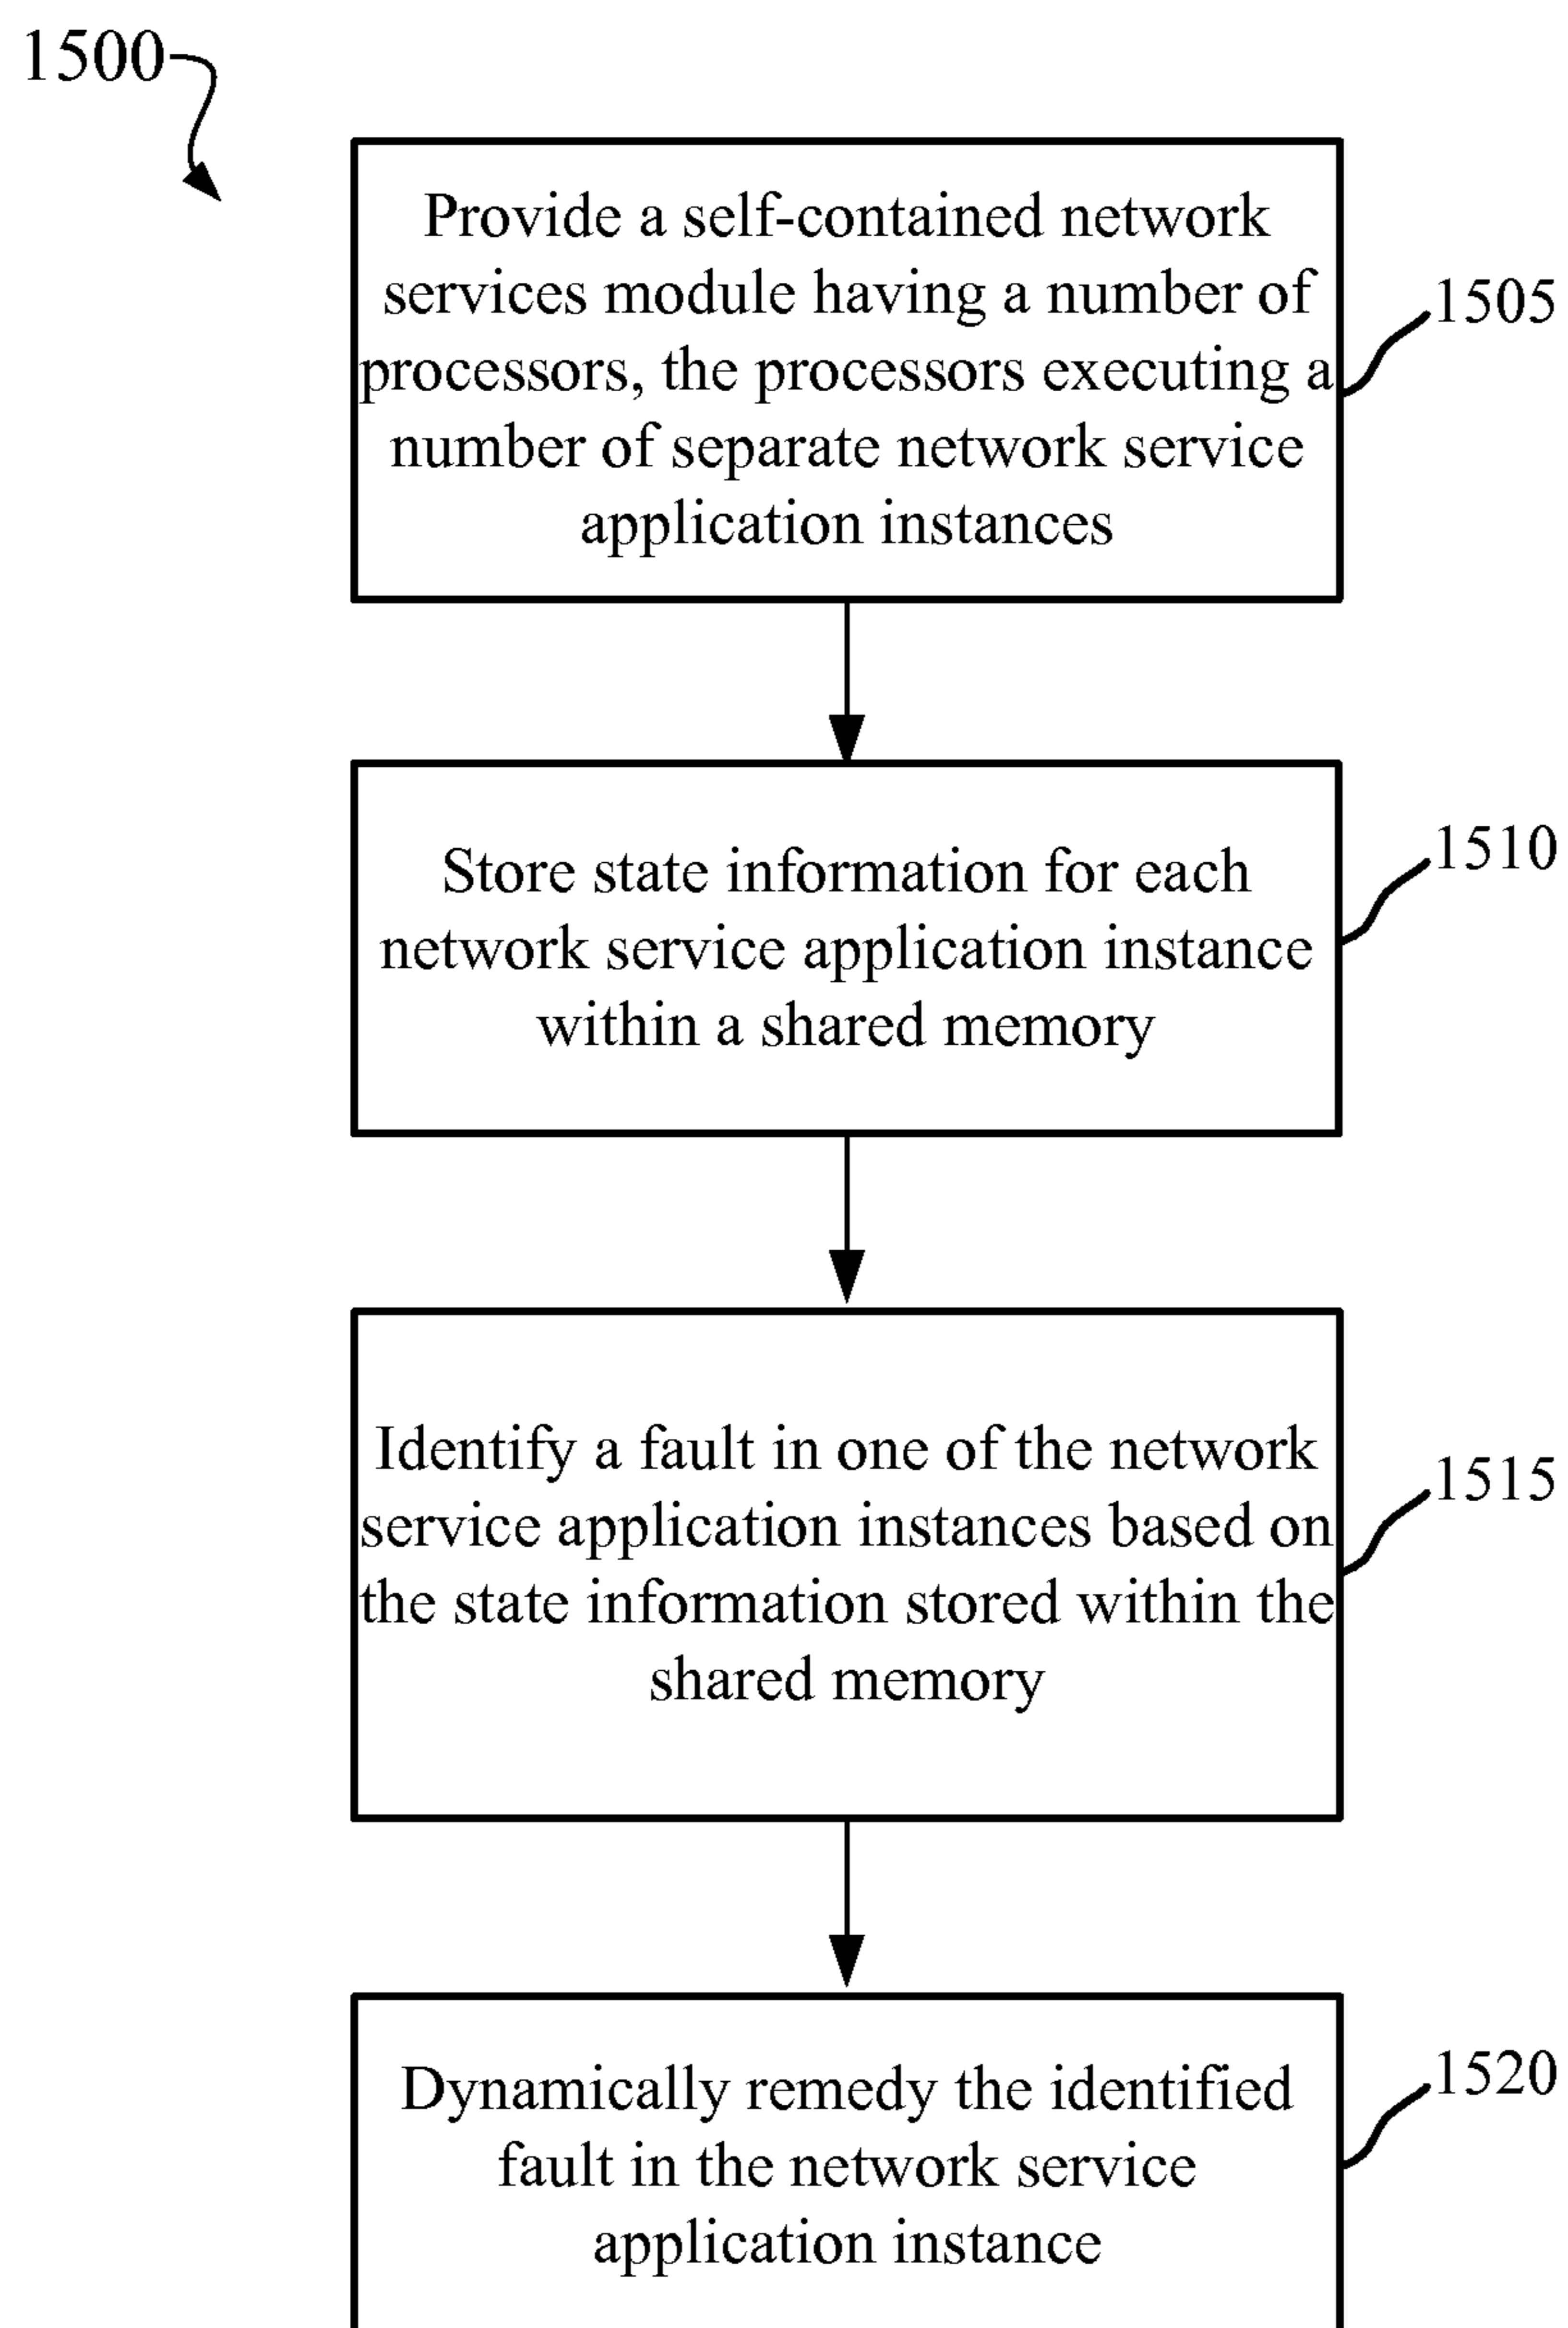 1500
Provide a self-contained network
services module having a number of
processors, the processors executing a
number of separate network service
application instances
1505
Store state information for each
network service application instance
within a shared memory
1510
Identify a fault in one of the network
service application instances based on
the state information stored within the
shared memory
1515
Dynamically remedy the identified
fault in the network service
application instance
1520